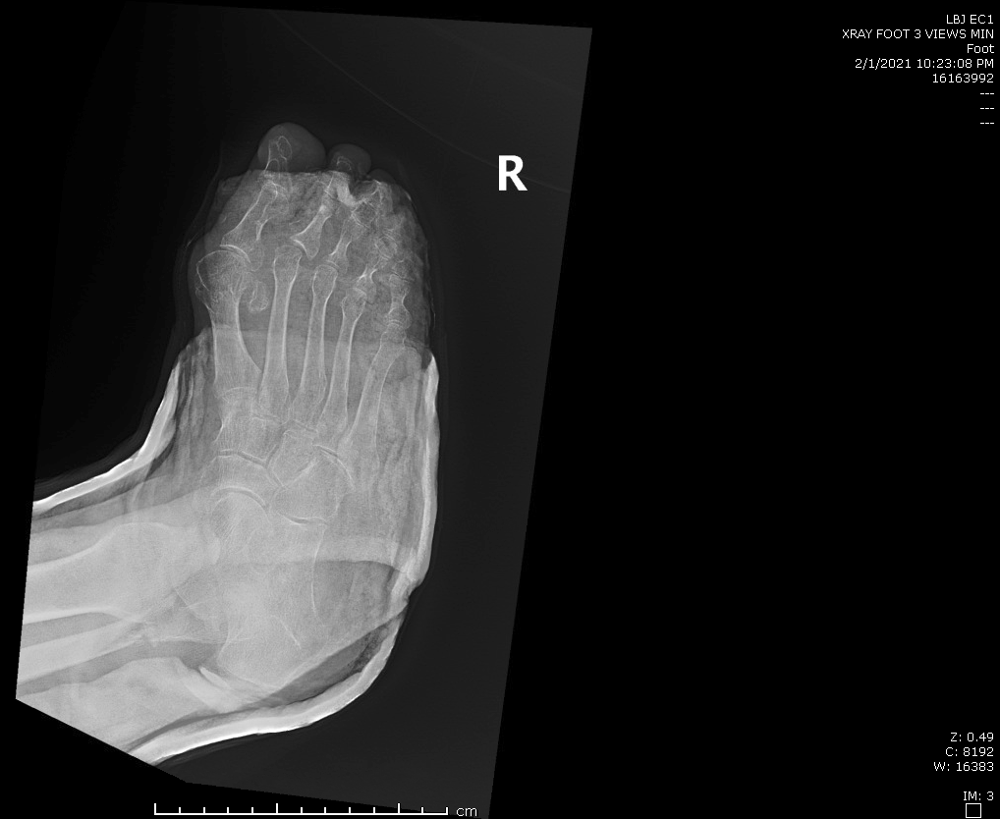 LBJ EC1
XRAY FOOT 3 VIEWS MIN
Foot
2/1/2021 10:23:08 PM
16163992
---
---
---
R
Z: 0.49
C: 8192
W: 16383
IM: 3
cm